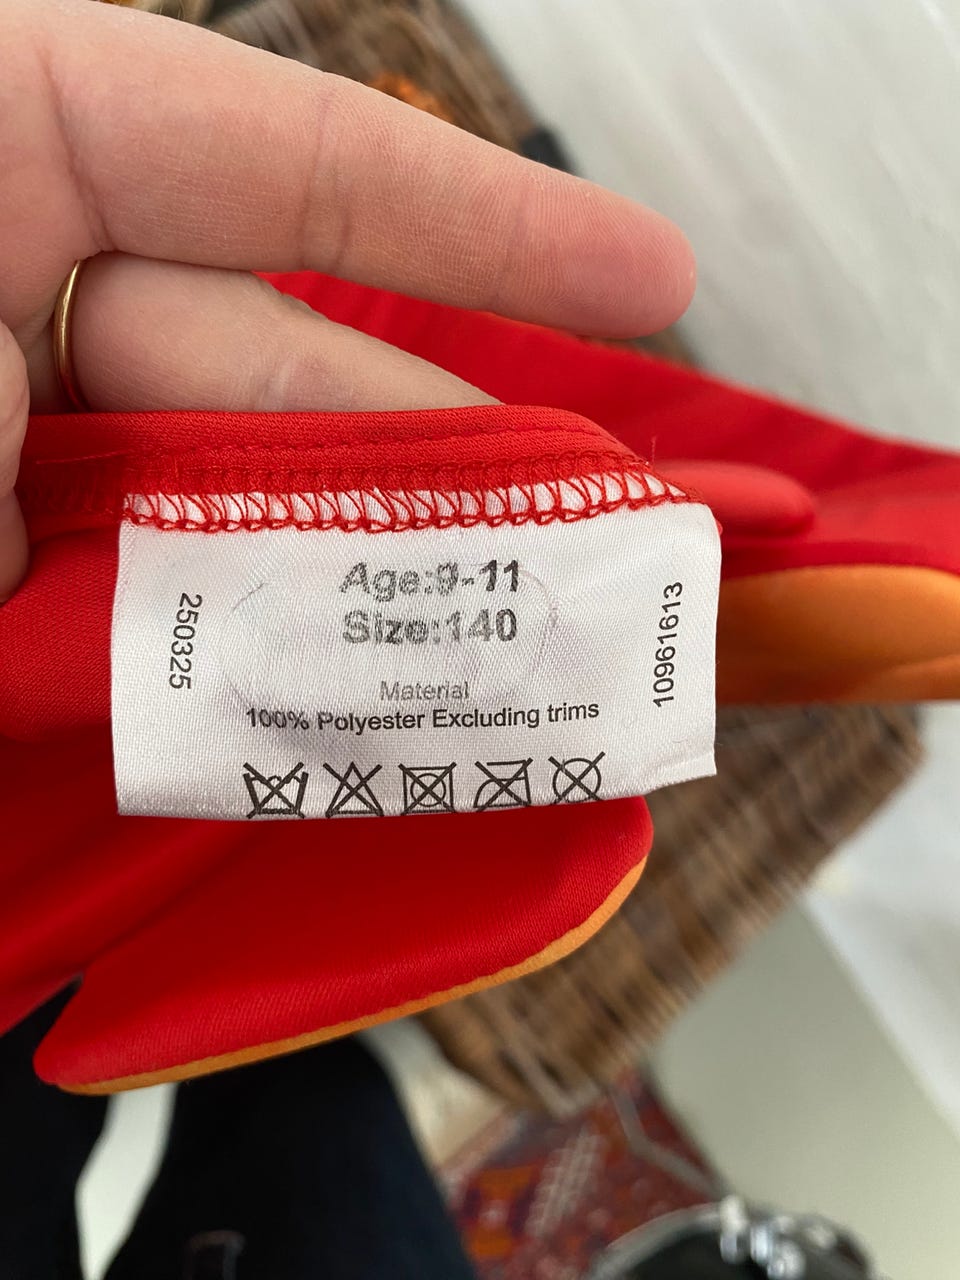 Age:9-11
Size:140
Material
100% Polyester Excluding trims
250325
10961613